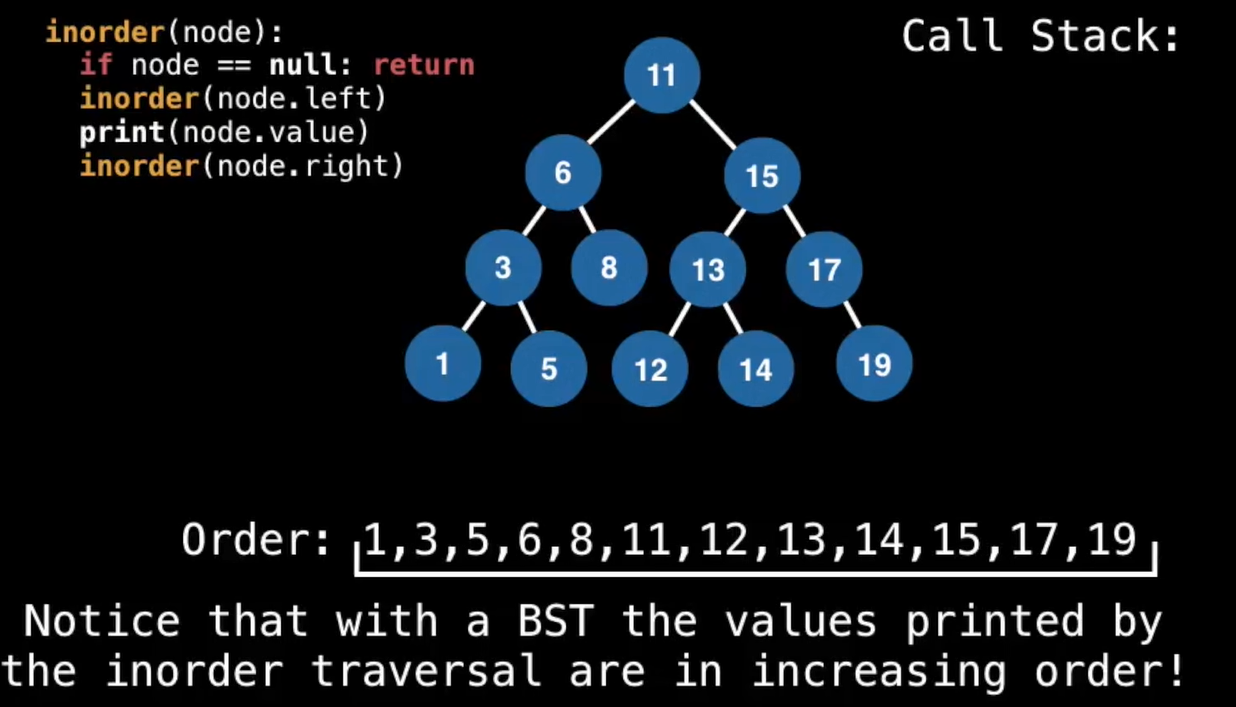 inorder(node):
if node == null: return
inorder(node.left)
print(node.value)
inorder(node.right)
Call Stack:
11
6
15
3
8
13
17
1
5
12
14
19
Order: 1,3,5,6,8,11,12,13,14,15,17,19
Notice that with a BST the values printed by
the inorder traversal are in increasing order!